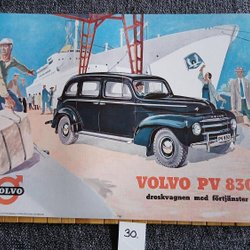 VOLVO PV 830
droskvagnen med förtjänster
VOLVO
30.